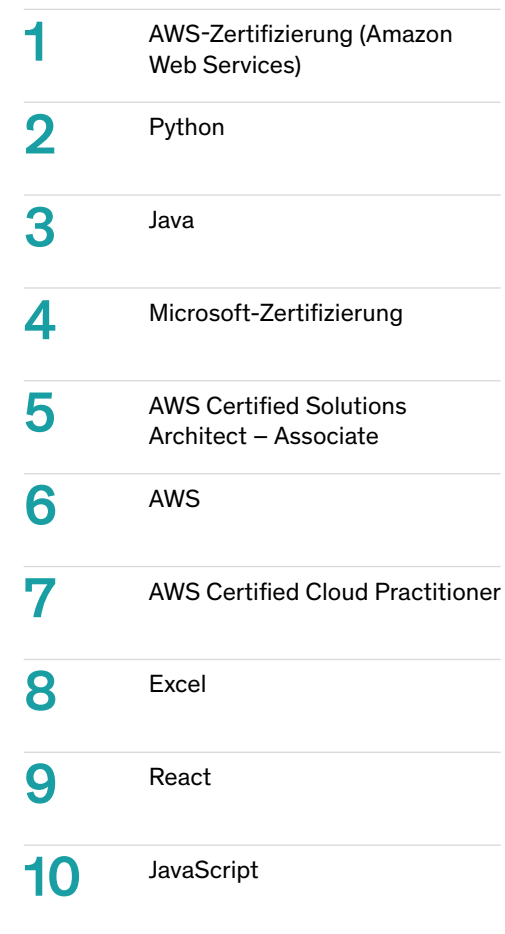 1
AWS-Zertifizierung (Amazon
Web Services)
2
Python
3
Java
4
Microsoft-Zertifizierung
5
AWS Certified Solutions
Architect – Associate
6
AWS
7
AWS Certified Cloud Practitioner
8
Excel
9
React
10
JavaScript